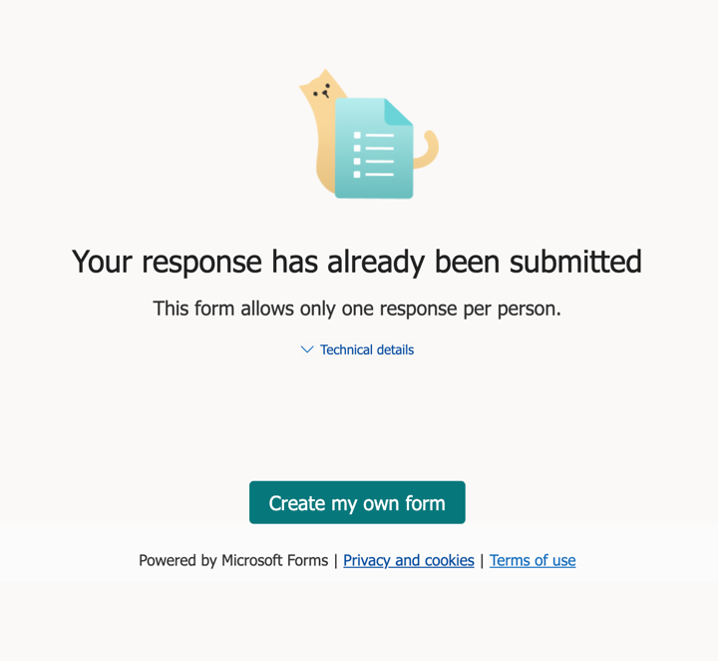 Your response has already been submitted
This form allows only one response per person.
Technical details
Create my own form
Powered by Microsoft Forms | Privacy and cookies | Terms of use